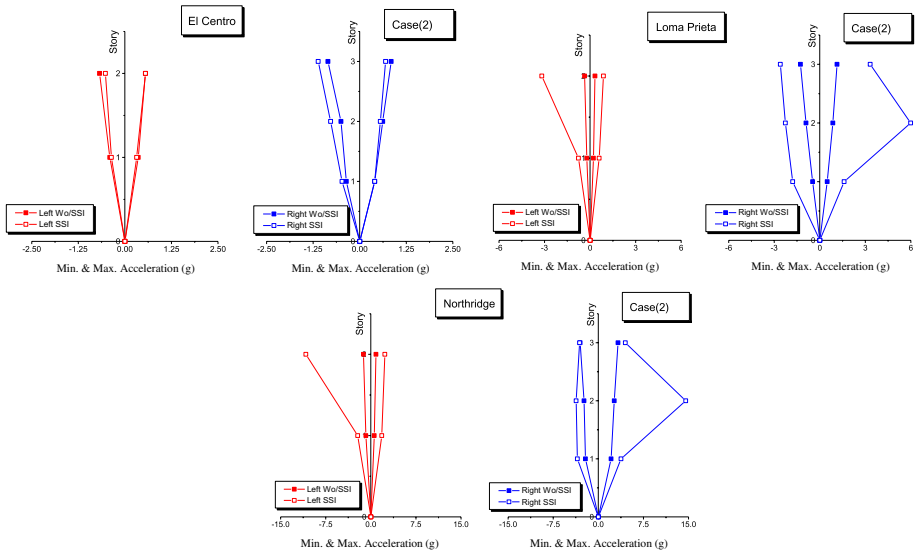 El Centro
Case(2)
Story
2
1
0
Left Wo/SSI
Left SSI
-2.50 -1.25 0.00 1.25 2.50
Min. & Max. Acceleration (g)
Story
3
2
1
0
Right Wo/SSI
Right SSI
-2.50 -1.25 0.00 1.25 2.50
Min. & Max. Acceleration (g)
Loma Prieta
Case(2)
Story
1
0
Left Wo/SSI
Left SSI
-6 -3 0 3 6
Min. & Max. Acceleration (g)
Story
3
2
1
0
Right Wo/SSI
Right SSI
-6 -3 0 3 6
Min. & Max. Acceleration (g)
Northridge
Case(2)
Story
0
Left Wo/SSI
Left SSI
-15.0 -7.5 0.0 7.5 15.0
Min. & Max. Acceleration (g)
Story
3
2
1
0
Right Wo/SSI
Right SSI
-15.0 -7.5 0.0 7.5 15.0
Min. & Max. Acceleration (g)